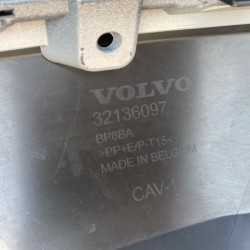 VOLVO
32136097
BP8BA
>PP+E/P-T15<
MADE IN BELGIUM
CAV-1